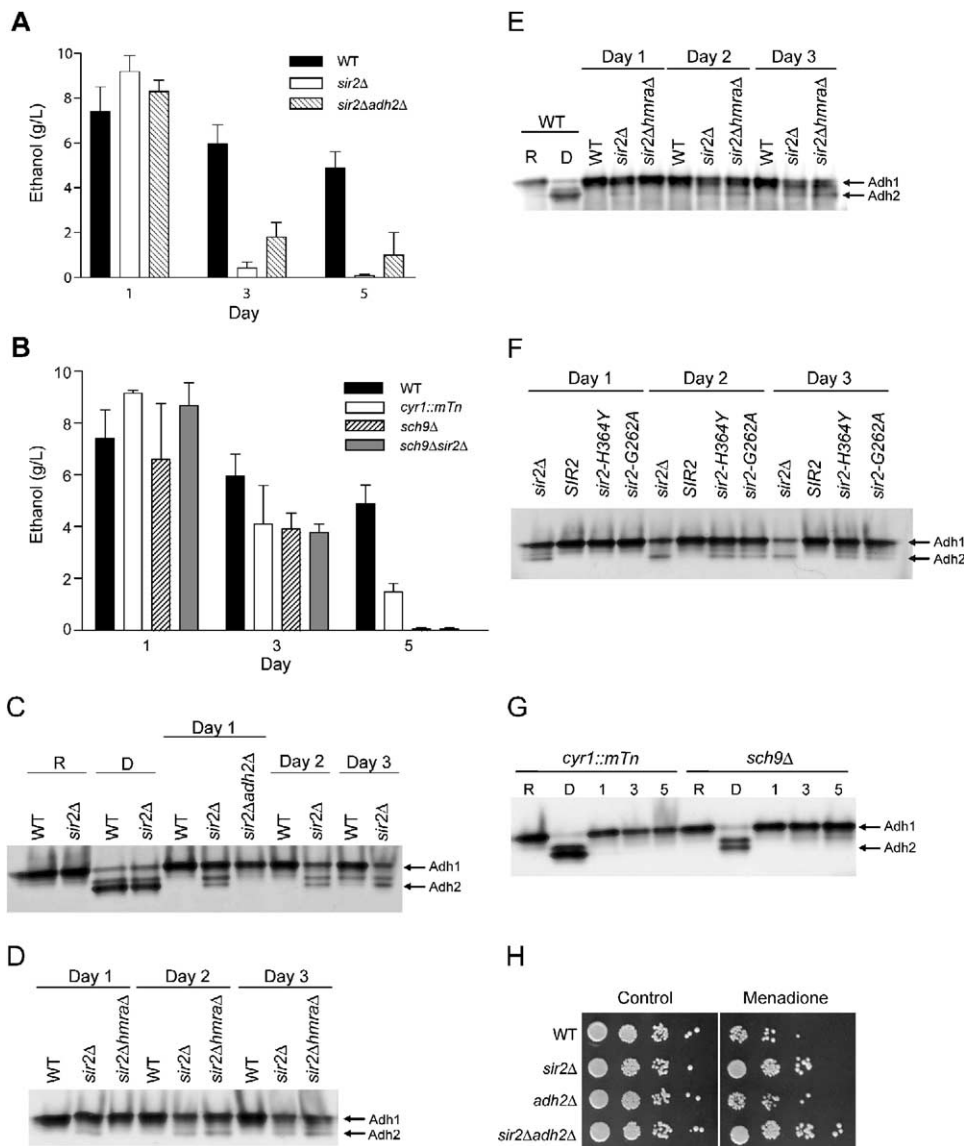 A
Ethanol (g/L)
10
8
6
4
2
0
WT
sir2Δ
sir2Δadh2Δ
1 3 5
Day
B
Ethanol (g/L)
10
8
6
4
2
0
WT
cyr1::mTn
sch9Δ
sch9Δsir2Δ
1 3 5
Day
C
Day 1
R D Day 2 Day 3
WT sir2Δ WT sir2Δ WT sir2Δ sir2Δadh2Δ WT sir2Δ WT sir2Δ
Adh1
Adh2
D
Day 1 Day 2 Day 3
WT sir2Δ sir2Δhmra∆ WT sir2Δ sir2Δhmra∆ WT sir2Δ sir2Δhmra∆
Adh1
Adh2
E
Day 1 Day 2 Day 3
WT
R D WT sir2Δ sir2Δhmra∆ WT sir2Δ sir2Δhmra∆ WT sir2Δ sir2Δhmra∆
Adh1
Adh2
F
Day 1 Day 2 Day 3
sir2Δ SIR2 sir2-H364Y sir2-G262A sir2Δ SIR2 sir2-H364Y sir2-G262A sir2Δ SIR2 sir2-H364Y sir2-G262A
Adh1
Adh2
G
cyr1::mTn sch9Δ
R D 1 3 5 R D 1 3 5
Adh1
Adh2
H
Control Menadione
WT
sir2Δ
adh2Δ
sir2Δadh2Δ